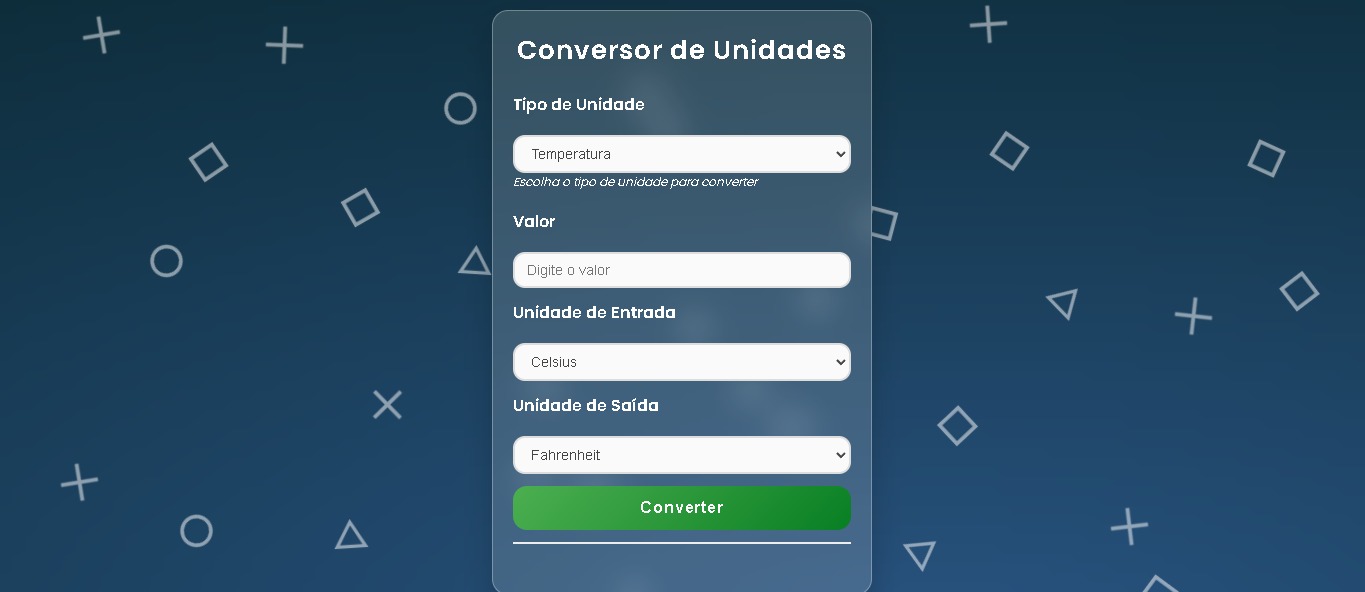 Conversor de Unidades
Tipo de Unidade
Temperatura
Escolha o tipo de unidade para converter
Valor
Digite o valor
Unidade de Entrada
Celsius
Unidade de Saída
Fahrenheit
Converter